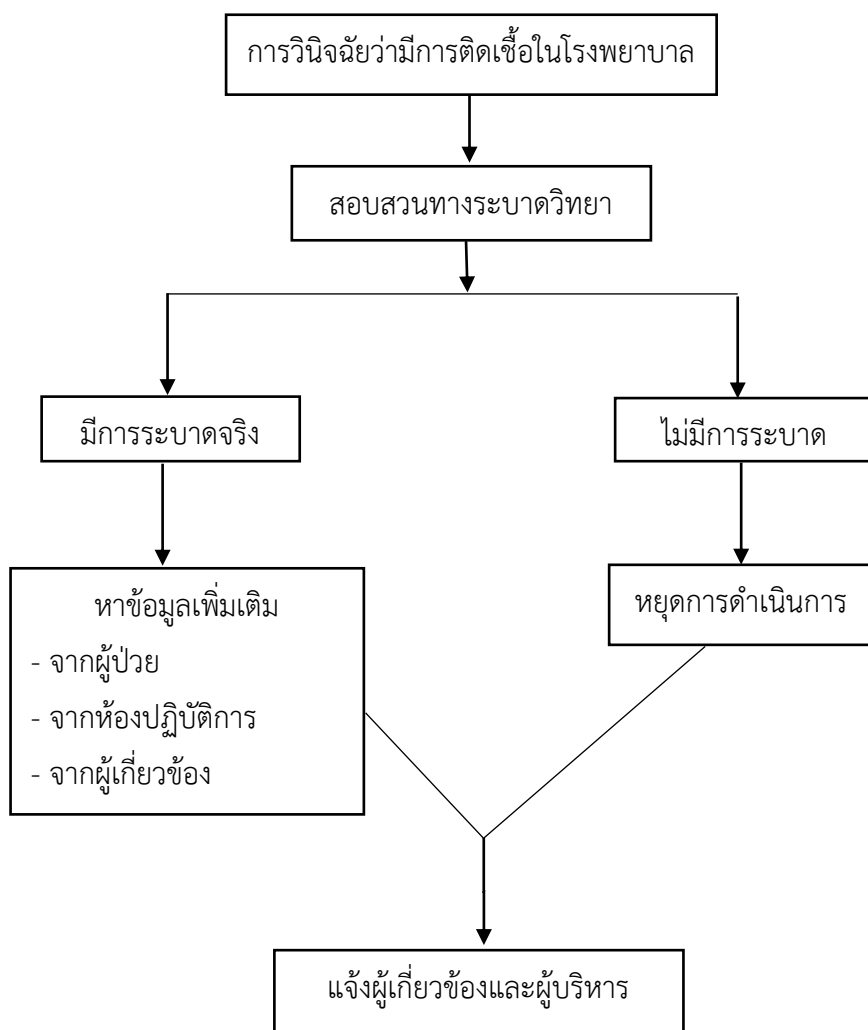 การวินิจฉัยว่ามีการติดเชื้อในโรงพยาบาล
สอบสวนทางระบาดวิทยา
มีการระบาดจริง
ไม่มีการระบาด
หาข้อมูลเพิ่มเติม
- จากผู้ป่วย
- จากห้องปฏิบัติการ
- จากผู้เกี่ยวข้อง
หยุดการดำเนินการ
แจ้งผู้เกี่ยวข้องและผู้บริหาร